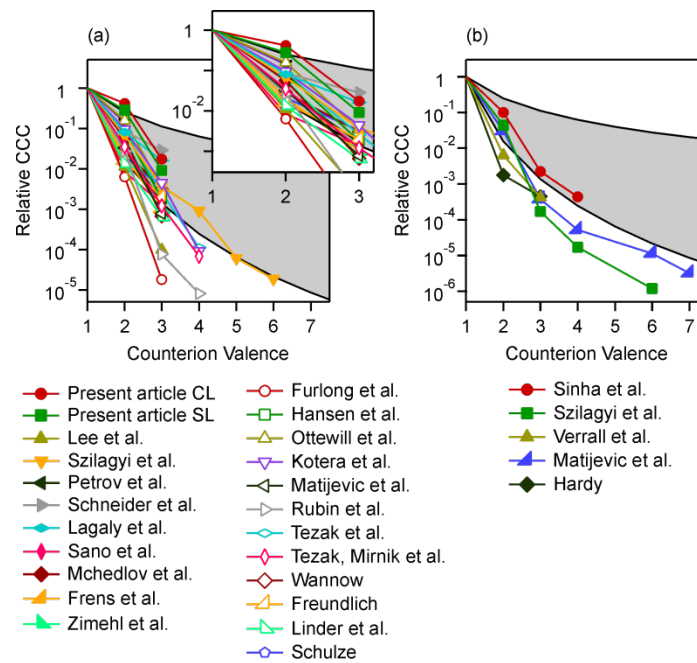 (a)
1
10-1
10-2
10-3
10-4
10-5
Relative CCC
1 2 3 4 5 6 7
Counterion Valence
1
10-2
1 2 3
(b)
1
10-1
10-2
10-3
10-4
10-5
10-6
Relative CCC
1 2 3 4 5 6 7
Counterion Valence
Present article CL
Present article SL
Lee et al.
Szilagyi et al.
Petrov et al.
Schneider et al.
Lagaly et al.
Sano et al.
Mchedlov et al.
Frens et al.
Zimehl et al.
Furlong et al.
Hansen et al.
Ottewill et al.
Kotera et al.
Matijevic et al.
Rubin et al.
Tezak et al.
Tezak, Mirnik et al.
Wannow
Freundlich
Linder et al.
Schulze
Sinha et al.
Szilagyi et al.
Verrall et al.
Matijevic et al.
Hardy